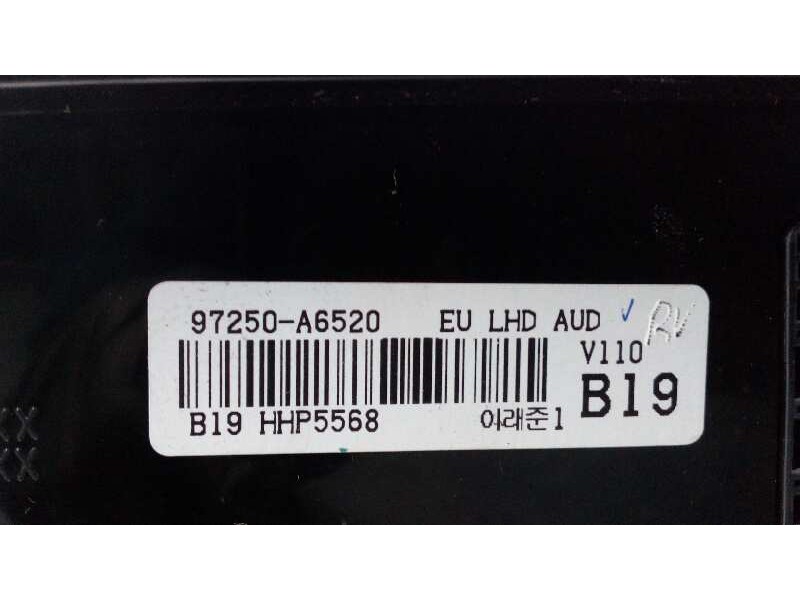 97250-A6520 EU LHD AUD
V110
B19
B19 HHP5568 이래준1